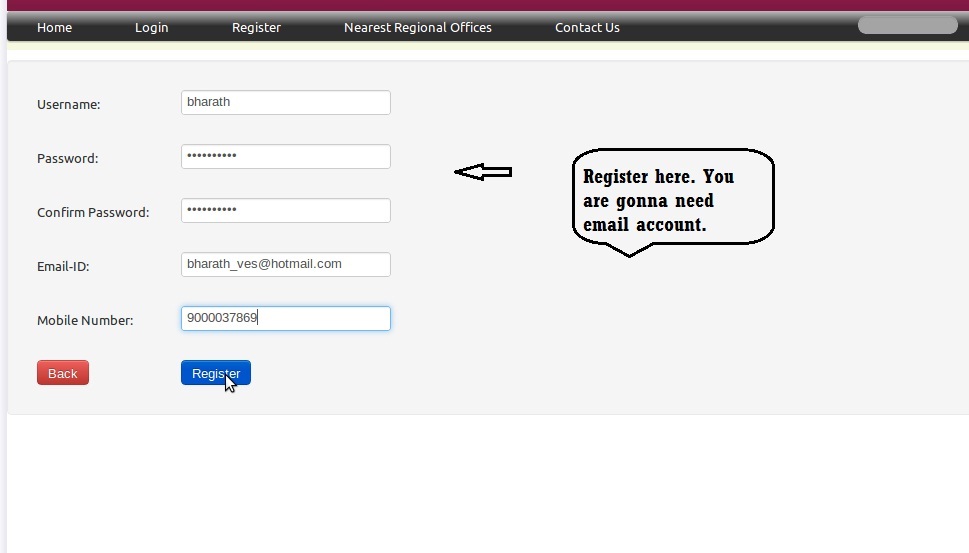 Home Login Register Nearest Regional Offices Contact Us
Username: bharath
Password: ••••••••••
Confirm Password: ••••••••••
Email-ID: bharath_ves@hotmail.com
Mobile Number: 9000037869
Back Register
Register here. You
are gonna need
email account.